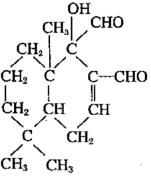 OH
CH₃ CHO
CH₂ C
CH₂ C C—CHO
CH₂ CH CH
C CH₂
CH₃ CH₃